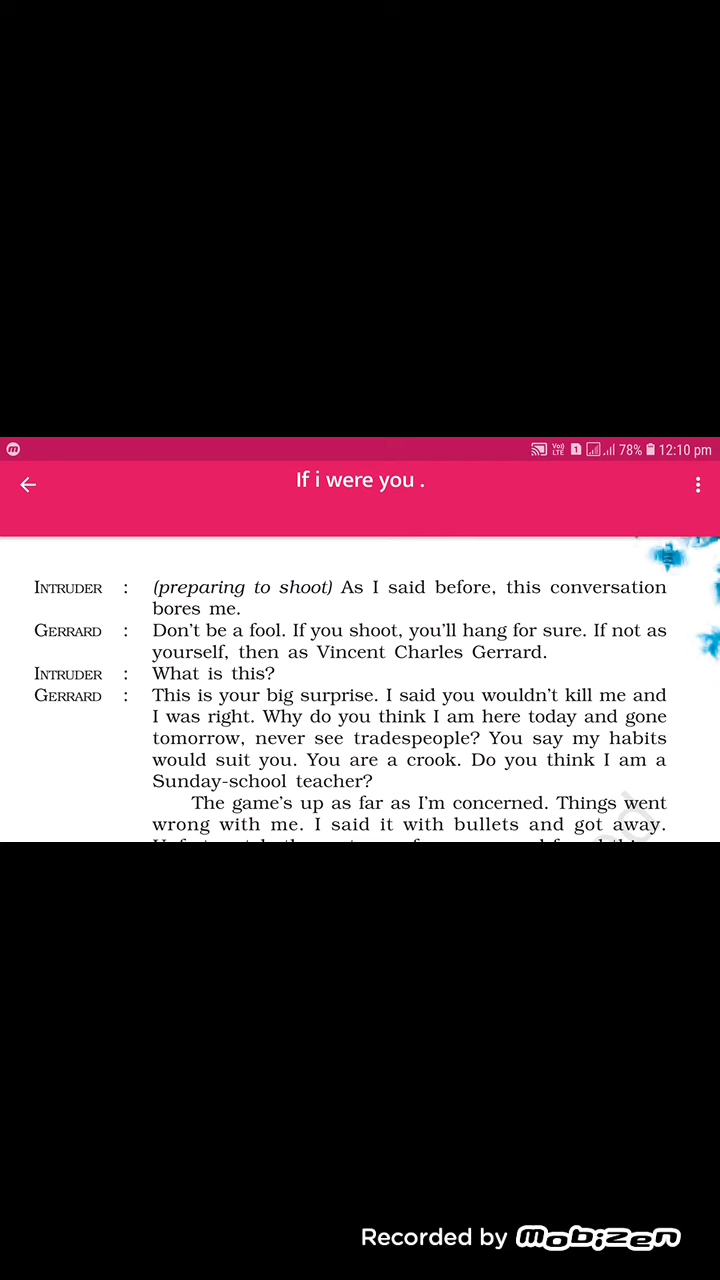 78% 12:10 pm
If i were you .
INTRUDER : (preparing to shoot) As I said before, this conversation
bores me.
GERRARD : Don't be a fool. If you shoot, you'll hang for sure. If not as
yourself, then as Vincent Charles Gerrard.
INTRUDER : What is this?
GERRARD : This is your big surprise. I said you wouldn't kill me and
I was right. Why do you think I am here today and gone
tomorrow, never see tradespeople? You say my habits
would suit you. You are a crook. Do you think I am a
Sunday-school teacher?
The game's up as far as I'm concerned. Things went
wrong with me. I said it with bullets and got away.
Recorded by mobizen